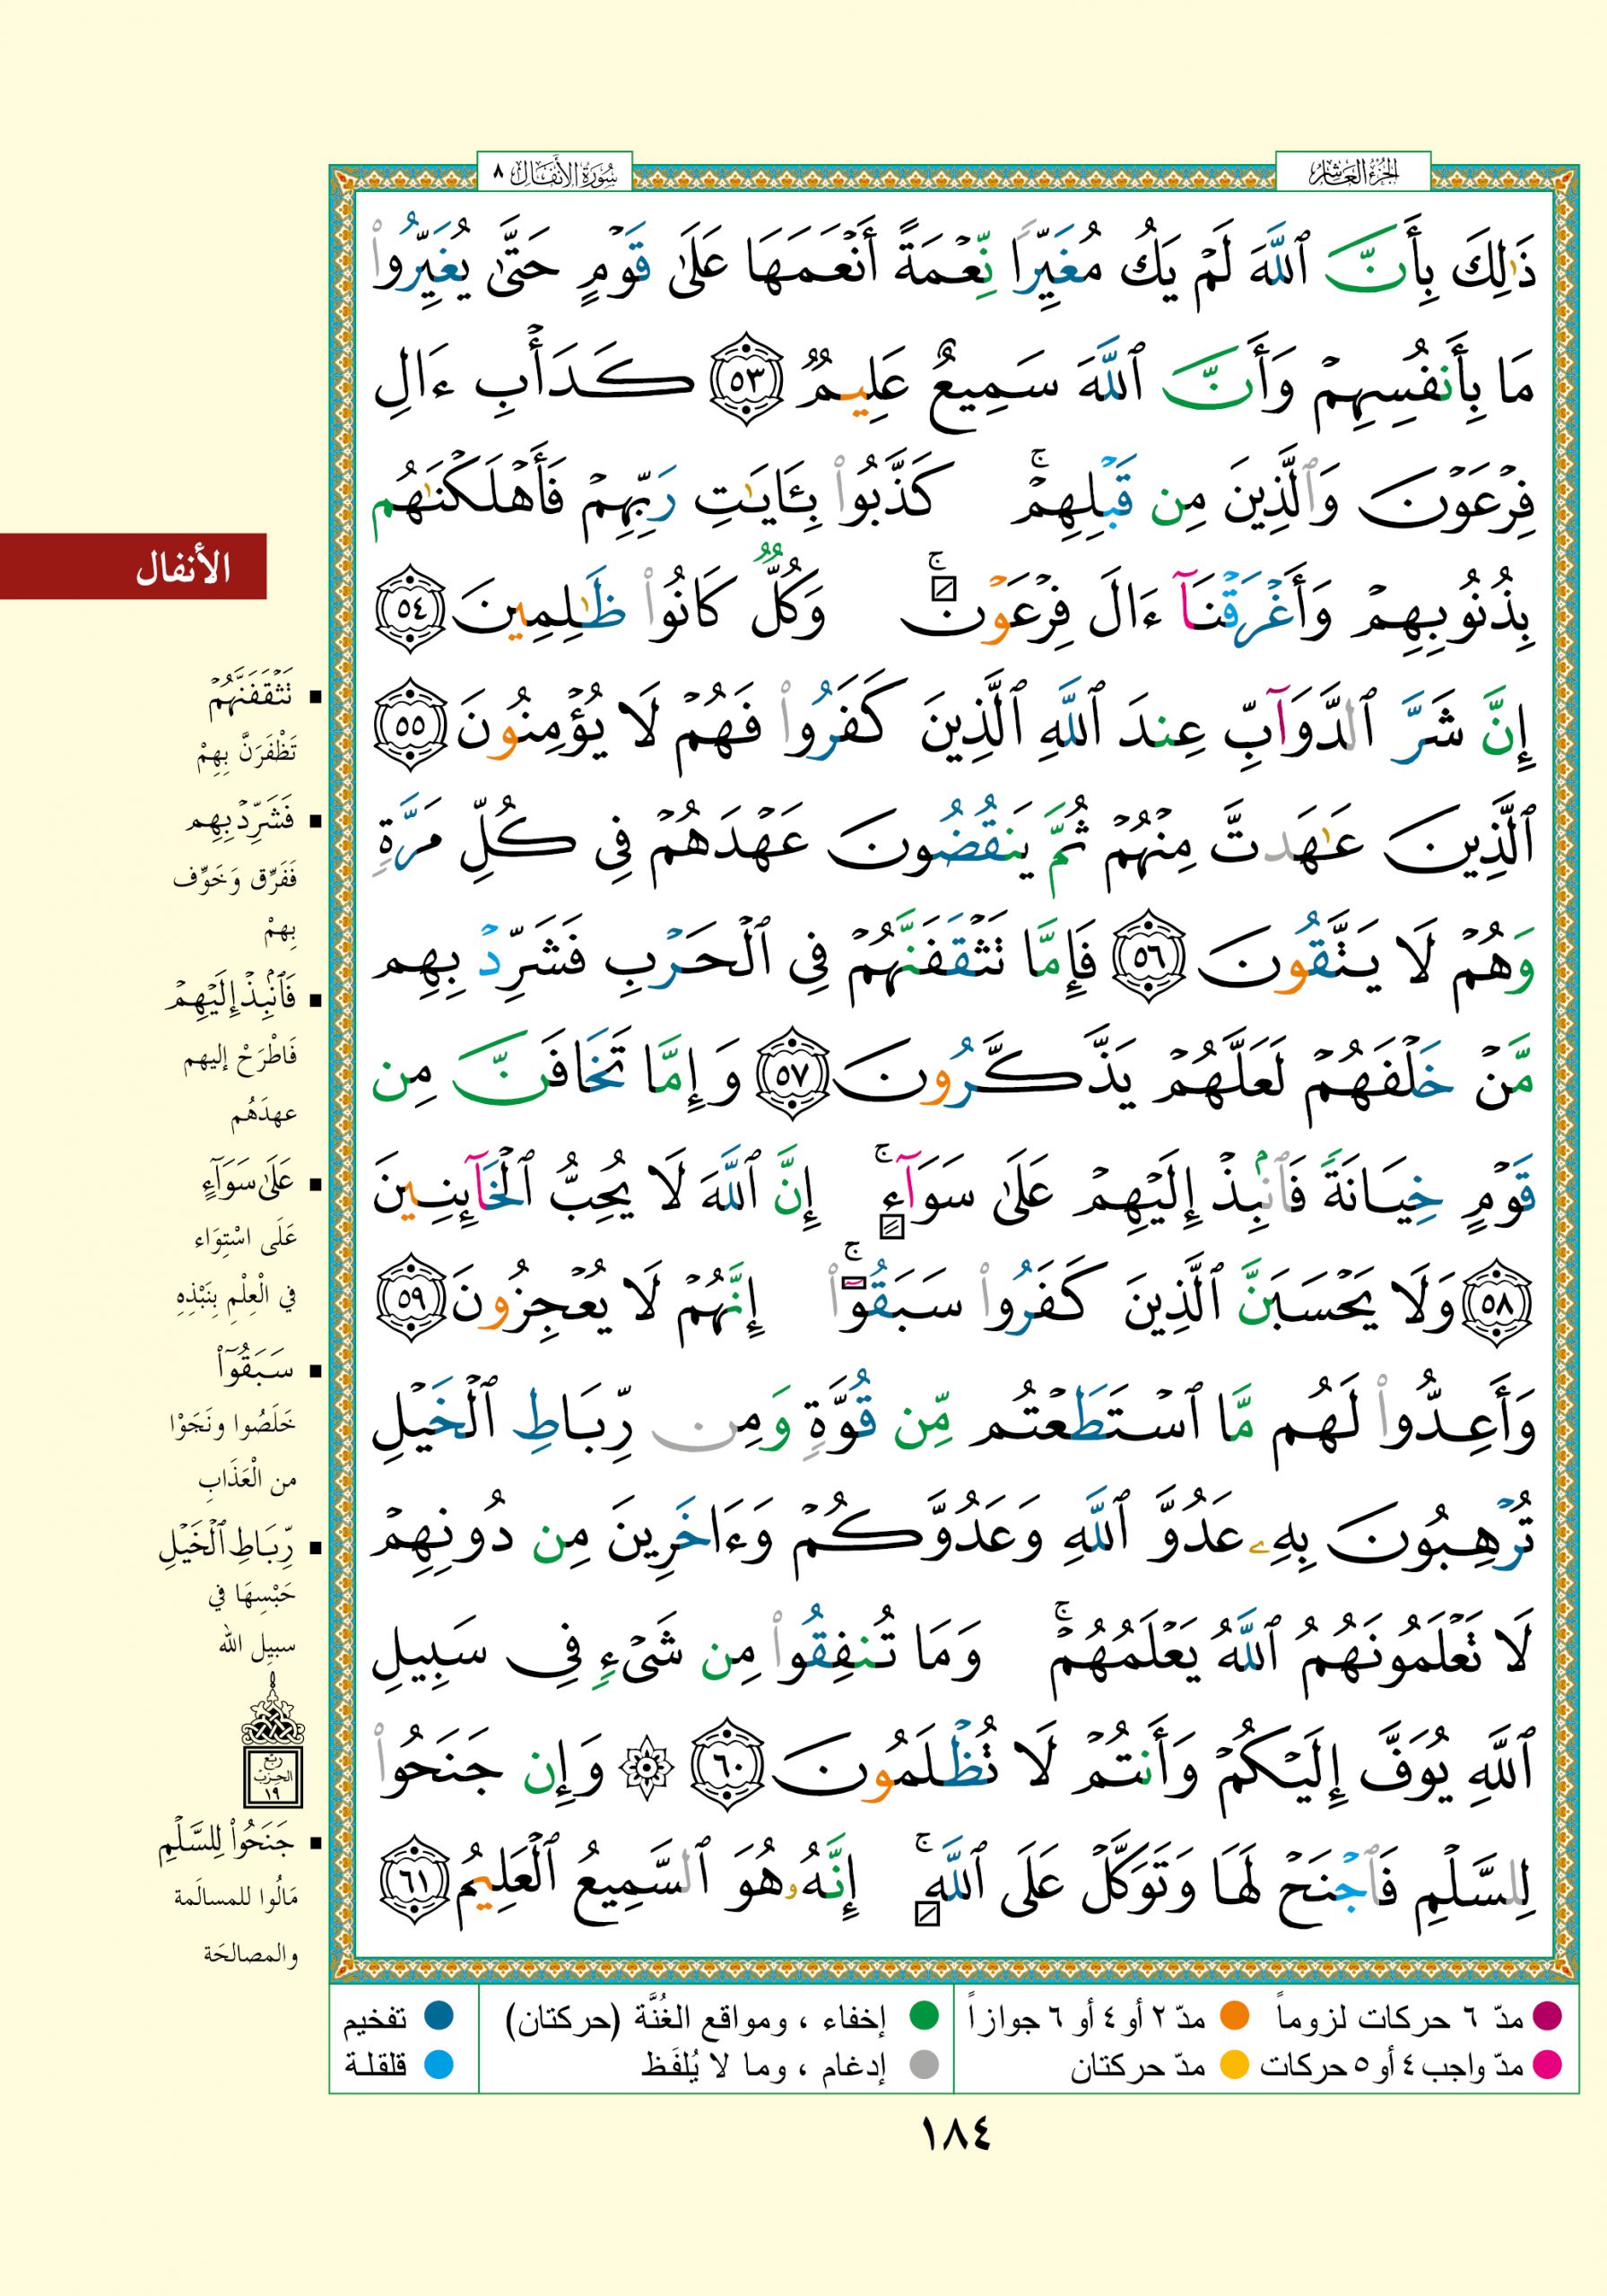 الجزء العاشر
سورة الأنفال ٨
ذَٰلِكَ بِأَنَّ ٱللَّهَ لَمْ يَكُ مُغَيِّرًا نِّعْمَةً أَنْعَمَهَا عَلَىٰ قَوْمٍ حَتَّىٰ يُغَيِّرُوا۟
مَا بِأَنفُسِهِمْ وَأَنَّ ٱللَّهَ سَمِيعٌ عَلِيمٌ ٥٣ كَدَأْبِ ءَالِ
فِرْعَوْنَ وَٱلَّذِينَ مِن قَبْلِهِمْ ۚ كَذَّبُوا۟ بِـَٔايَٰتِ رَبِّهِمْ فَأَهْلَكْنَٰهُم
بِذُنُوبِهِمْ وَأَغْرَقْنَآ ءَالَ فِرْعَوْنَ ۚ وَكُلٌّ كَانُوا۟ ظَٰلِمِينَ ٥٤
إِنَّ شَرَّ ٱلدَّوَآبِّ عِندَ ٱللَّهِ ٱلَّذِينَ كَفَرُوا۟ فَهُمْ لَا يُؤْمِنُونَ ٥٥
ٱلَّذِينَ عَٰهَدتَّ مِنْهُمْ ثُمَّ يَنقُضُونَ عَهْدَهُمْ فِى كُلِّ مَرَّةٍ
وَهُمْ لَا يَتَّقُونَ ٥٦ فَإِمَّا تَثْقَفَنَّهُمْ فِى ٱلْحَرْبِ فَشَرِّدْ بِهِم
مَّنْ خَلْفَهُمْ لَعَلَّهُمْ يَذَّكَّرُونَ ٥٧ وَإِمَّا تَخَافَنَّ مِن
قَوْمٍ خِيَانَةً فَٱنۢبِذْ إِلَيْهِمْ عَلَىٰ سَوَآءٍ ۚ إِنَّ ٱللَّهَ لَا يُحِبُّ ٱلْخَآئِنِينَ
٥٨ وَلَا يَحْسَبَنَّ ٱلَّذِينَ كَفَرُوا۟ سَبَقُوٓا۟ ۚ إِنَّهُمْ لَا يُعْجِزُونَ ٥٩
وَأَعِدُّوا۟ لَهُم مَّا ٱسْتَطَعْتُم مِّن قُوَّةٍ وَمِن رِّبَاطِ ٱلْخَيْلِ
تُرْهِبُونَ بِهِۦ عَدُوَّ ٱللَّهِ وَعَدُوَّكُمْ وَءَاخَرِينَ مِن دُونِهِمْ
لَا تَعْلَمُونَهُمُ ٱللَّهُ يَعْلَمُهُمْ ۚ وَمَا تُنفِقُوا۟ مِن شَىْءٍ فِى سَبِيلِ
ٱللَّهِ يُوَفَّ إِلَيْكُمْ وَأَنتُمْ لَا تُظْلَمُونَ ٦٠ ۞ وَإِن جَنَحُوا۟
لِلسَّلْمِ فَٱجْنَحْ لَهَا وَتَوَكَّلْ عَلَى ٱللَّهِ ۚ إِنَّهُۥ هُوَ ٱلسَّمِيعُ ٱلْعَلِيمُ ٦١
الأنفال
تَثْقَفَنَّهُمْ
تَظْفَرَنَّ بِهِمْ
فَشَرِّدْ بِهِم
فَفَرِّق وَخَوِّف
بِهِمْ
فَٱنۢبِذْ إِلَيْهِمْ
فَاطْرَحْ إليهم
عهدَهُم
عَلَىٰ سَوَآءٍ
عَلَى اسْتِوَاء
في الْعِلْمِ بِنَبْذِهِ
سَبَقُوٓا۟
خَلَصُوا ونَجَوْا
من الْعَذَابِ
رِّبَاطِ ٱلْخَيْلِ
حَبْسِهَا في
سبيل الله
ربع
الحزب
١٩
جَنَحُوا۟ لِلسَّلْمِ
مَالُوا للمسالَمة
والمصالحَة
مدّ ٦ حركات لزوماً
مدّ ٢ أو ٤ أو ٦ جوازاً
إخفاء ، ومواقع الغُنَّة (حركتان)
تفخيم
مدّ واجب ٤ أو ٥ حركات
مدّ حركتان
إدغام ، وما لا يُلفَظ
قلقلة
١٨٤